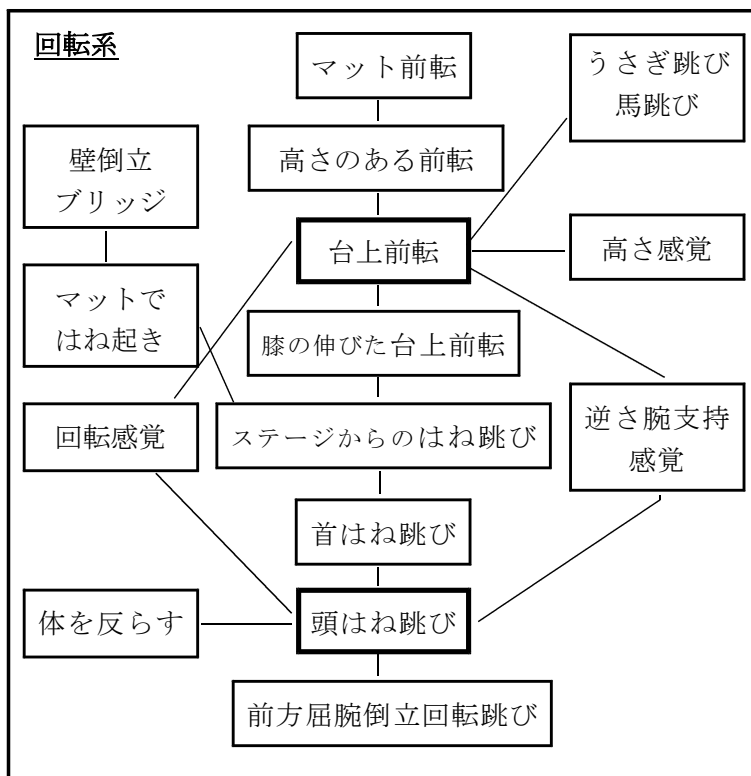 回転系
マット前転
うさぎ跳び
馬跳び
壁倒立
ブリッジ
高さのある前転
台上前転
高さ感覚
マットで
はね起き
膝の伸びた台上前転
回転感覚
ステージからのはね跳び
逆さ腕支持
感覚
首はね跳び
体を反らす
頭はね跳び
前方屈腕倒立回転跳び